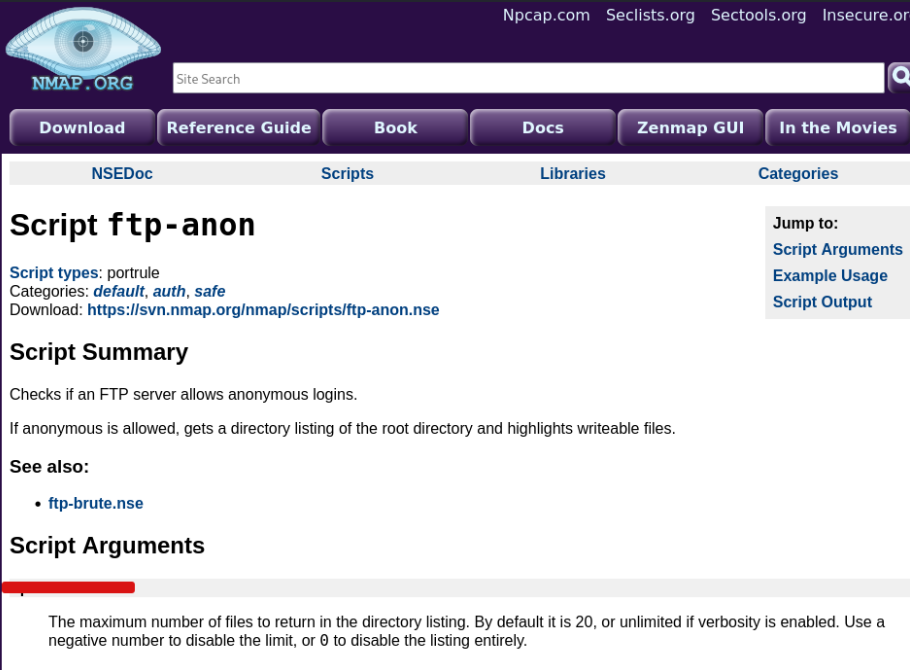 Npcap.com Seclists.org Sectools.org Insecure.or
NMAP.ORG
Site Search
Download Reference Guide Book Docs Zenmap GUI In the Movies
NSEDoc Scripts Libraries Categories
Script ftp-anon
Jump to:
Script Arguments
Example Usage
Script Output
Script types: portrule
Categories: default, auth, safe
Download: https://svn.nmap.org/nmap/scripts/ftp-anon.nse
Script Summary
Checks if an FTP server allows anonymous logins.
If anonymous is allowed, gets a directory listing of the root directory and highlights writeable files.
See also:
• ftp-brute.nse
Script Arguments
The maximum number of files to return in the directory listing. By default it is 20, or unlimited if verbosity is enabled. Use a
negative number to disable the limit, or 0 to disable the listing entirely.